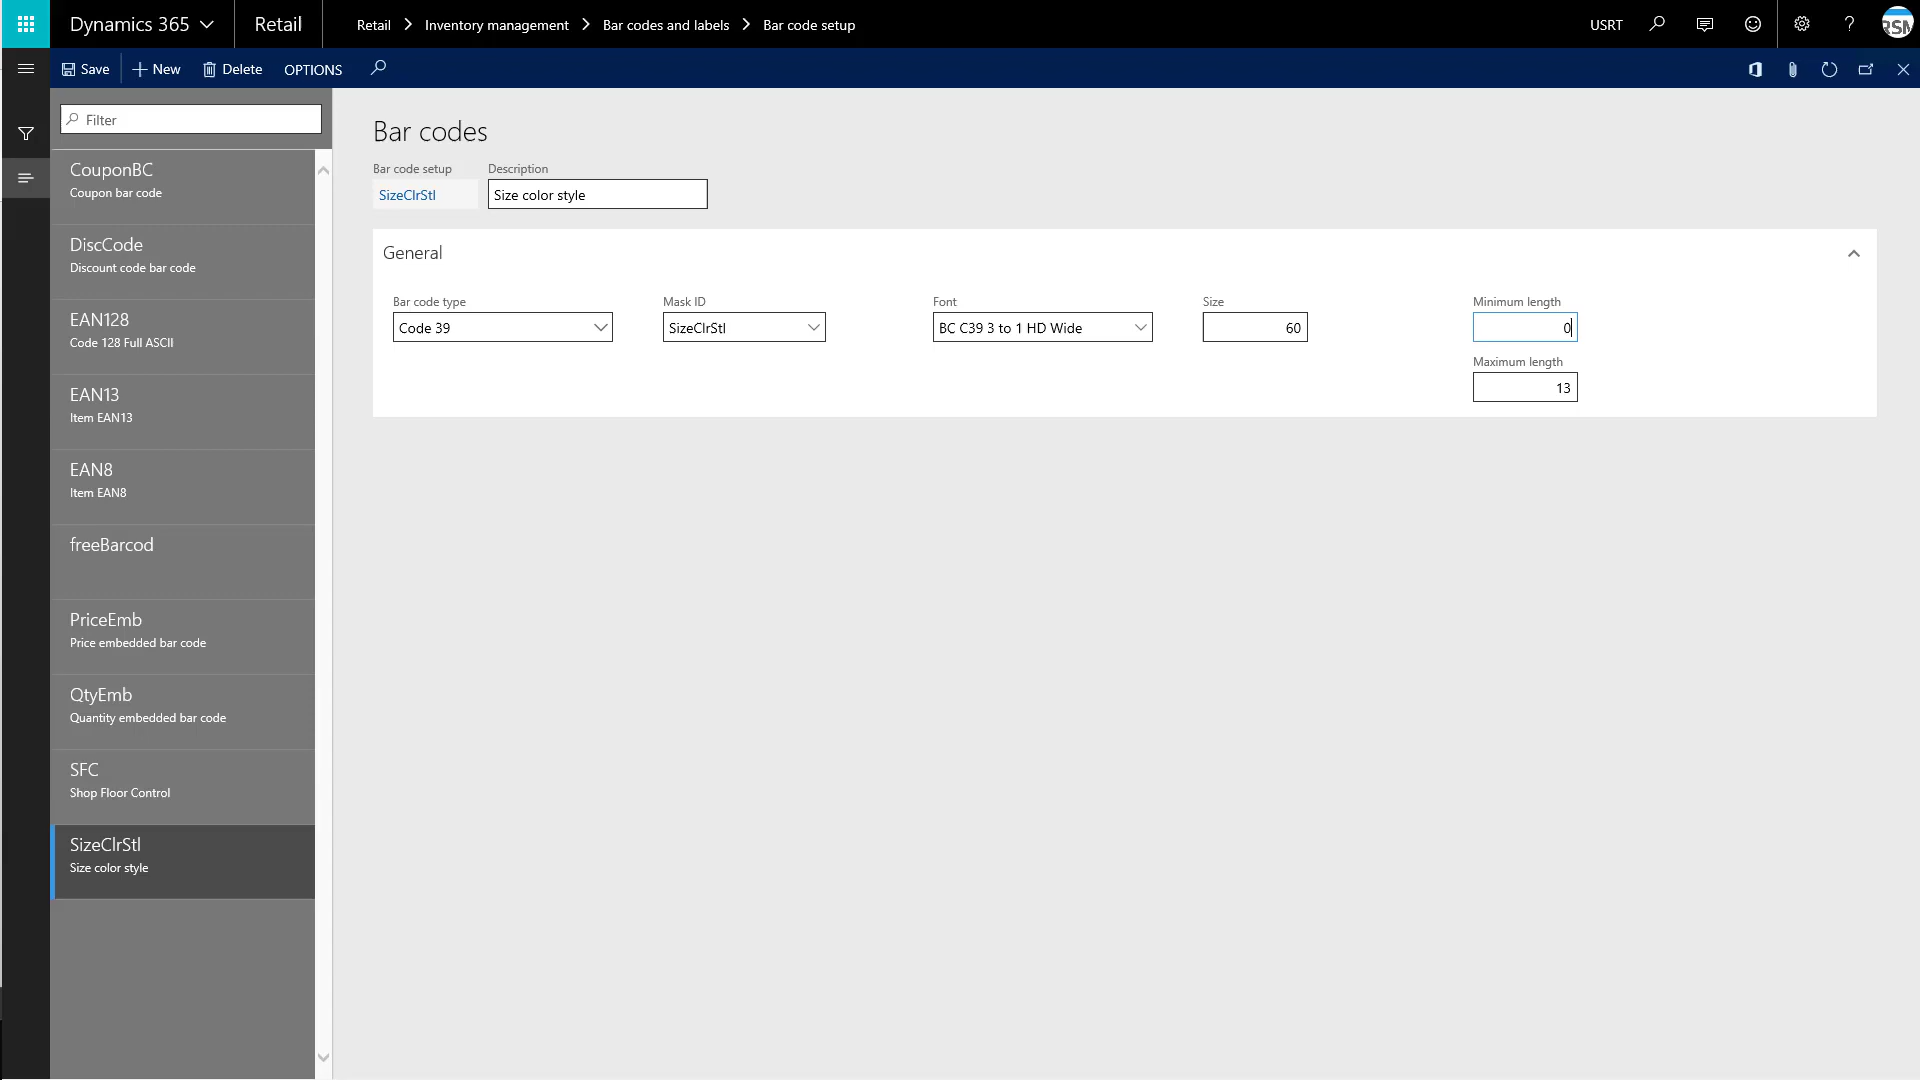 Dynamics 365
Retail
Retail > Inventory management > Bar codes and labels > Bar code setup
USRT
?
RSM
Save
New
Delete
OPTIONS
Filter
CouponBC
Coupon bar code
DiscCode
Discount code bar code
EAN128
Code 128 Full ASCII
EAN13
Item EAN13
EAN8
Item EAN8
freeBarcod
PriceEmb
Price embedded bar code
QtyEmb
Quantity embedded bar code
SFC
Shop Floor Control
SizeClrStl
Size color style
Bar codes
Bar code setup
Description
SizeClrStl
Size color style
General
Bar code type
Mask ID
Font
Size
Minimum length
Code 39
SizeClrStl
BC C39 3 to 1 HD Wide
60
0
Maximum length
13